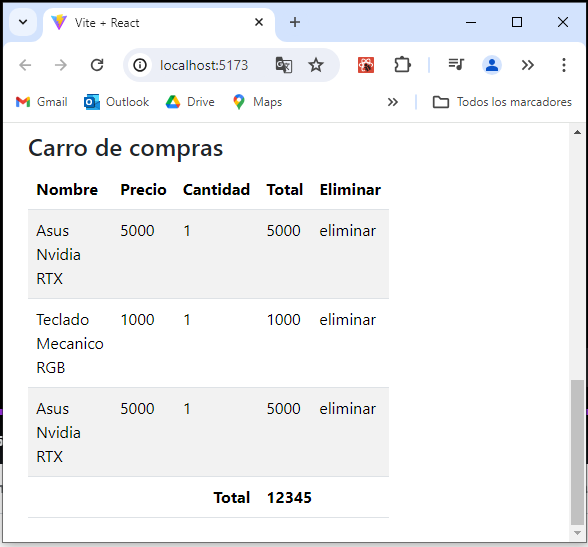 Vite + React
localhost:5173
Gmail Outlook Drive Maps Todos los marcadores
Carro de compras
Nombre Precio Cantidad Total Eliminar
Asus 5000 1 5000 eliminar
Nvidia
RTX
Teclado 1000 1 1000 eliminar
Mecanico
RGB
Asus 5000 1 5000 eliminar
Nvidia
RTX
Total 12345